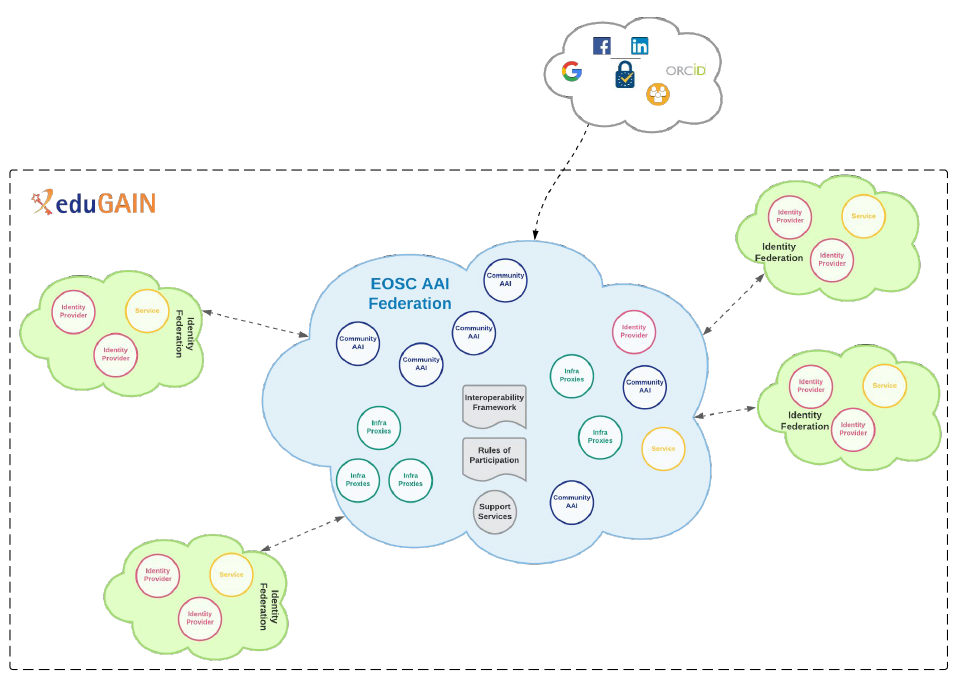 ORCID
eduGAIN
EOSC AAI
Federation
Community
AAI
Community
AAI
Community
AAI
Community
AAI
Identity
Provider
Infra
Proxies
Community
AAI
Interoperability
Framework
Infra
Proxies
Infra
Proxies
Service
Rules of
Participation
Infra
Proxies
Infra
Proxies
Community
AAI
Support
Services
Identity
Provider
Service
Identity
Provider
Identity
Federation
Identity
Provider
Service
Identity
Provider
Identity
Federation
Identity
Provider
Service
Identity
Federation
Identity
Provider
Identity
Provider
Service
Identity
Federation
Identity
Provider